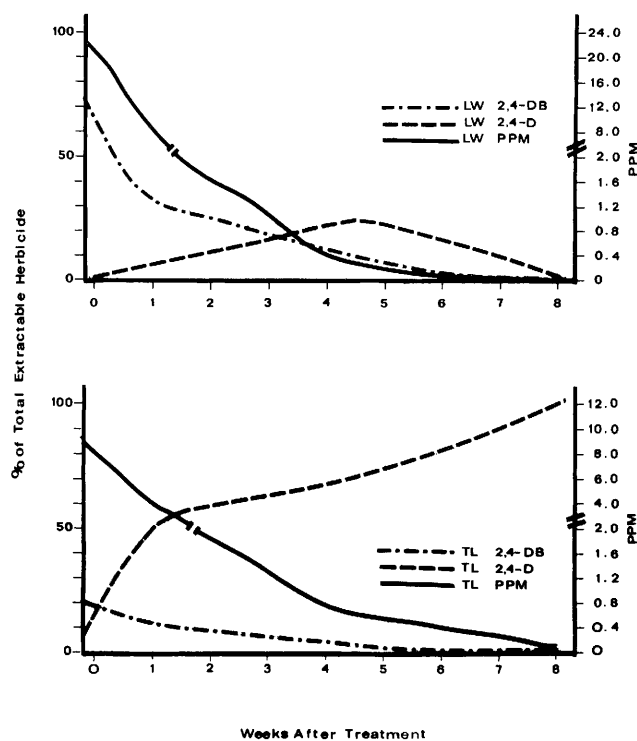 100
50
0
0 1 2 3 4 5 6 7 8
24.0
20.0
16.0
12.0
8.0
2.0
1.6
1.2
0.8
0.4
0
PPM
LW 2,4-DB
LW 2,4-D
LW PPM
% of Total Extractable Herbicide
100
50
0
0 1 2 3 4 5 6 7 8
12.0
10.0
8.0
6.0
4.0
2.0
1.6
1.2
0.8
0.4
0
PPM
TL 2,4-DB
TL 2,4-D
TL PPM
Weeks After Treatment